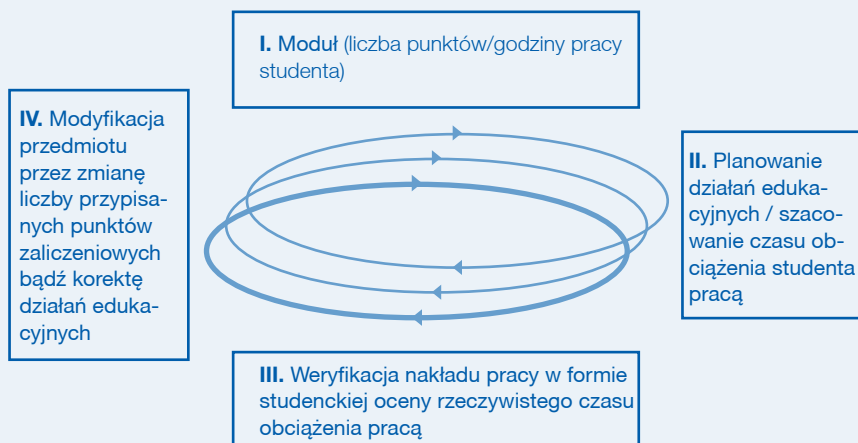 I. Moduł (liczba punktów/godziny pracy
studenta)
II. Planowanie
działań eduka-
cyjnych / szaco-
wanie czasu ob-
ciążenia studenta
pracą
III. Weryfikacja nakładu pracy w formie
studenckiej oceny rzeczywistego czasu
obciążenia pracą
IV. Modyfikacja
przedmiotu
przez zmianę
liczby przypisa-
nych punktów
zaliczeniowych
bądź korektę
działań eduka-
cyjnych